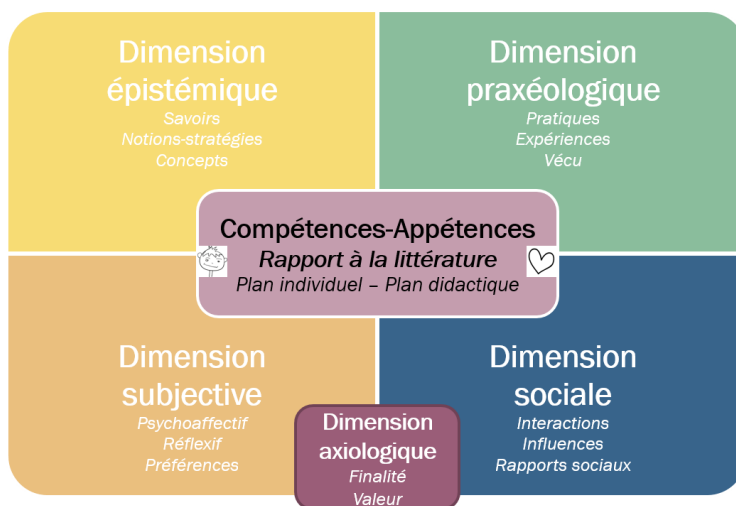 Dimension
épistémique
Savoirs
Notions-stratégies
Concepts
Dimension
praxéologique
Pratiques
Expériences
Vécu
Compétences-Appétences
Rapport à la littérature
Plan individuel – Plan didactique
Dimension
subjective
Psychoaffectif
Réflexif
Préférences
Dimension
sociale
Interactions
Influences
Rapports sociaux
Dimension
axiologique
Finalité
Valeur